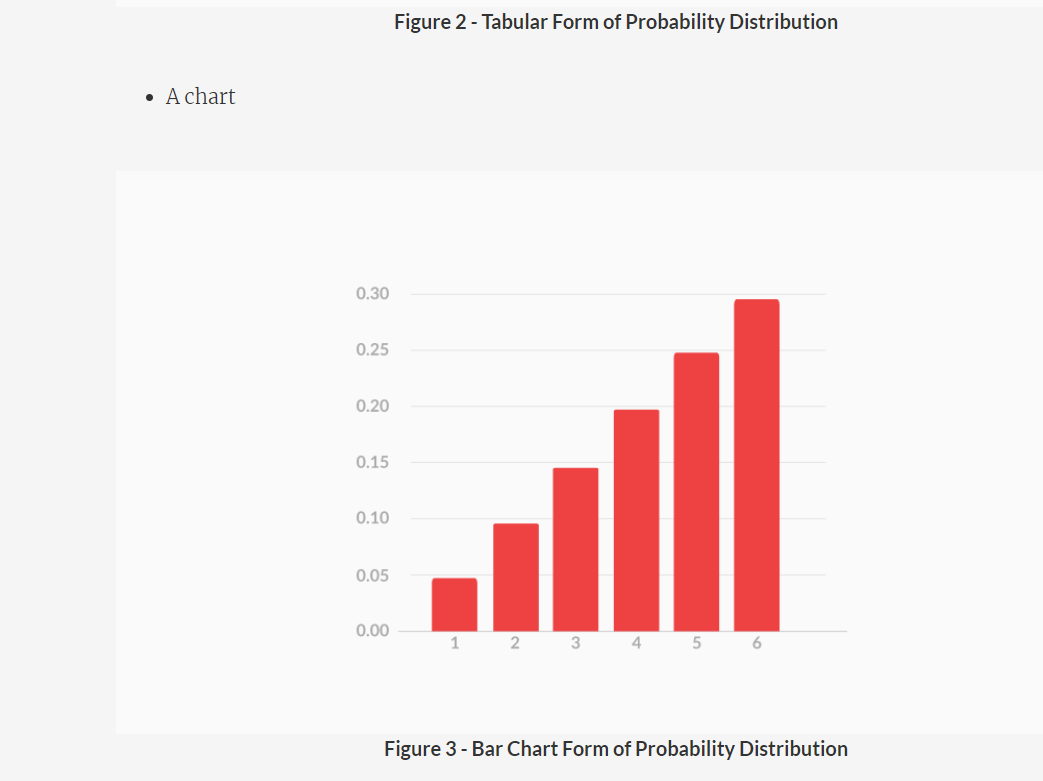 Figure 2 - Tabular Form of Probability Distribution
• A chart
0.30
0.25
0.20
0.15
0.10
0.05
0.00
1 2 3 4 5 6
Figure 3 - Bar Chart Form of Probability Distribution